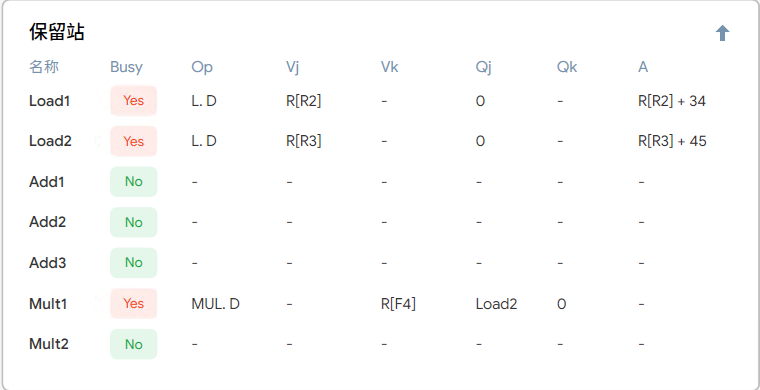 保留站
名称 Busy Op Vj Vk Qj Qk A
Load1 Yes L. D R[R2] - 0 - R[R2] + 34
Load2 Yes L. D R[R3] - 0 - R[R3] + 45
Add1 No - - - - - -
Add2 No - - - - - -
Add3 No - - - - - -
Mult1 Yes MUL. D - R[F4] Load2 0 -
Mult2 No - - - - - -